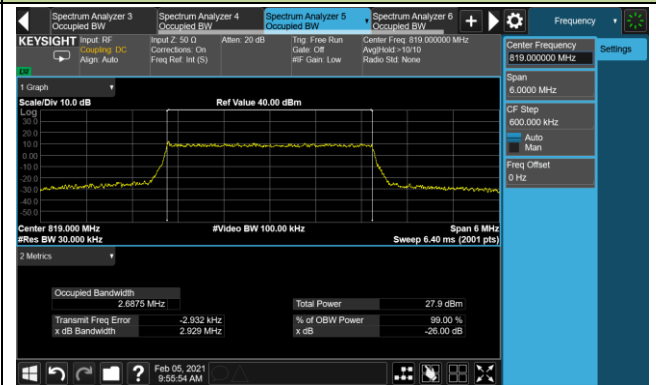 Spectrum Analyzer 3
Occupied BW
Spectrum Analyzer 4
Occupied BW
Spectrum Analyzer 5
Occupied BW
Spectrum Analyzer 6
Occupied BW
Frequency
KEYSIGHT
Input: RF
Coupling: DC
Align: Auto
Input Z: 50 Ω
Corrections: On
Freq Ref: Int (S)
Atten: 20 dB
Trig: Free Run
Gate: Off
#IF Gain: Low
Center Freq: 819.000000 MHz
Avg|Hold:>10/10
Radio Std: None
Center Frequency
819.000000 MHz
Settings
Span
6.0000 MHz
CF Step
600.000 kHz
Auto
Man
Freq Offset
0 Hz
1 Graph
Scale/Div 10.0 dB
Ref Value 40.00 dBm
Log
30.0
20.0
10.0
0.00
-10.0
-20.0
-30.0
-40.0
-50.0
Center 819.000 MHz
#Video BW 100.00 kHz
Span 6 MHz
#Res BW 30.000 kHz
Sweep 6.40 ms (2001 pts)
2 Metrics
Occupied Bandwidth
2.6875 MHz
Total Power 27.9 dBm
Transmit Freq Error -2.932 kHz
% of OBW Power 99.00 %
x dB Bandwidth 2.929 MHz
x dB -26.00 dB
?
Feb 05, 2021
9:55:54 AM